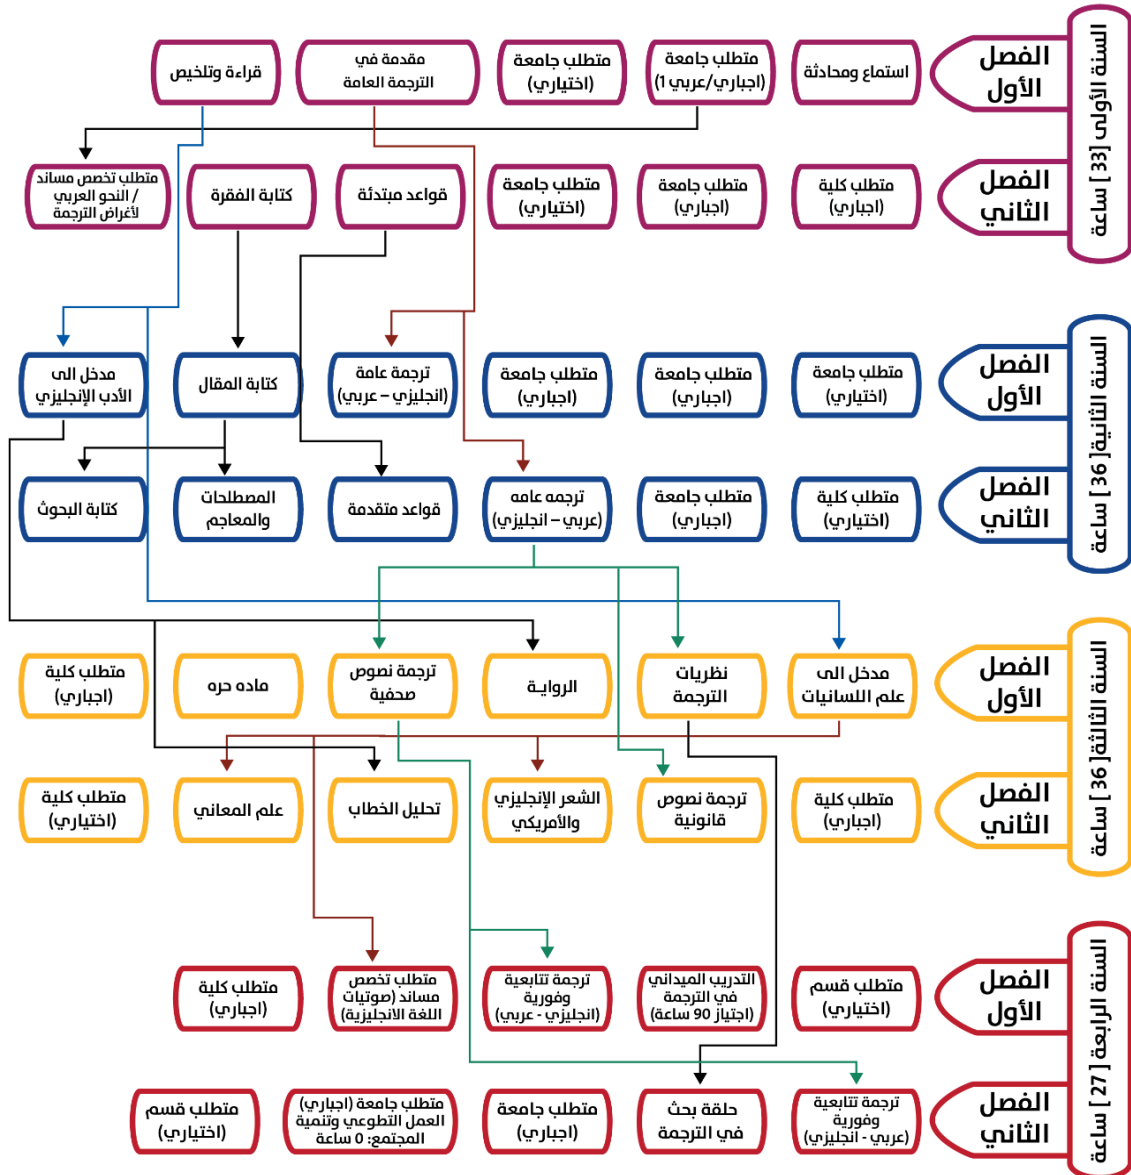 السنة الأولى [33] ساعة
الفصل
الأول
استماع ومحادثة
متطلب جامعة
(اجباري/عربي 1)
متطلب جامعة
(اختياري)
مقدمة في
الترجمة العامة
قراءة وتلخيص
الفصل
الثاني
متطلب كلية
(اجباري)
متطلب جامعة
(اجباري)
متطلب جامعة
(اختياري)
قواعد مبتدئة
كتابة الفقرة
متطلب تخصص مساند
/ النحو العربي
لأغراض الترجمة
السنة الثانية[ 36 ] ساعة
الفصل
الأول
متطلب جامعة
(اختياري)
متطلب جامعة
(اجباري)
متطلب جامعة
(اجباري)
ترجمة عامة
(انجليزي – عربي)
كتابة المقال
مدخل الى
الأدب الإنجليزي
الفصل
الثاني
متطلب كلية
(اختياري)
متطلب جامعة
(اجباري)
ترجمه عامه
(عربي – انجليزي)
قواعد متقدمة
المصطلحات
والمعاجم
كتابة البحوث
السنة الثالثة[ 36 ] ساعة
الفصل
الأول
مدخل الى
علم اللسانيات
نظريات
الترجمة
الروايـة
ترجمة نصوص
صحفية
ماده حره
متطلب كلية
(اجباري)
الفصل
الثاني
متطلب كلية
(اجباري)
ترجمة نصوص
قانونية
الشعر الإنجليزي
والأمريكي
تحليل الخطاب
علم المعاني
متطلب كلية
(اختياري)
السنة الرابعة [ 27 ] ساعة
الفصل
الأول
متطلب قسم
(اختياري)
التدريب الميداني
في الترجمة
(اجتياز 90 ساعة)
ترجمة تتابعية
وفورية
(انجليزي - عربي)
متطلب تخصص
مساند (صوتيات
اللغة الانجليزية)
متطلب كلية
(اجباري)
الفصل
الثاني
ترجمة تتابعية
وفورية
(عربي - انجليزي)
حلقة بحث
في الترجمة
متطلب جامعة
(اجباري)
متطلب جامعة (اجباري)
العمل التطوعي وتنمية
المجتمع: 0 ساعة
متطلب قسم
(اختياري)